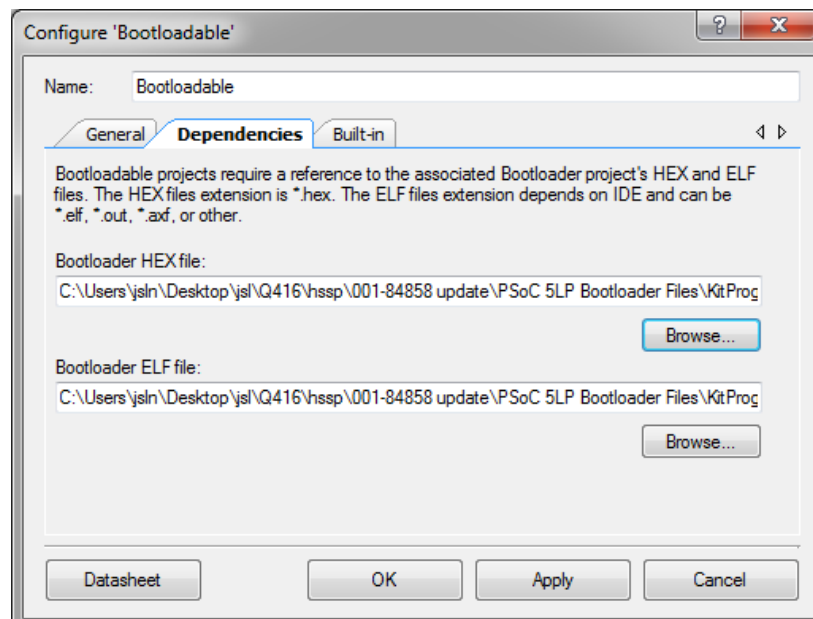 Configure 'Bootloadable'
Name: Bootloadable
General Dependencies Built-in
Bootloadable projects require a reference to the associated Bootloader project's HEX and ELF
files. The HEX files extension is *.hex. The ELF files extension depends on IDE and can be
*.elf, *.out, *.axf, or other.
Bootloader HEX file:
C:\Users\jsln\Desktop\jsl\Q416\hssp\001-84858 update\PSoC 5LP Bootloader Files\KitProg
Browse...
Bootloader ELF file:
C:\Users\jsln\Desktop\jsl\Q416\hssp\001-84858 update\PSoC 5LP Bootloader Files\KitProg
Browse...
Datasheet OK Apply Cancel